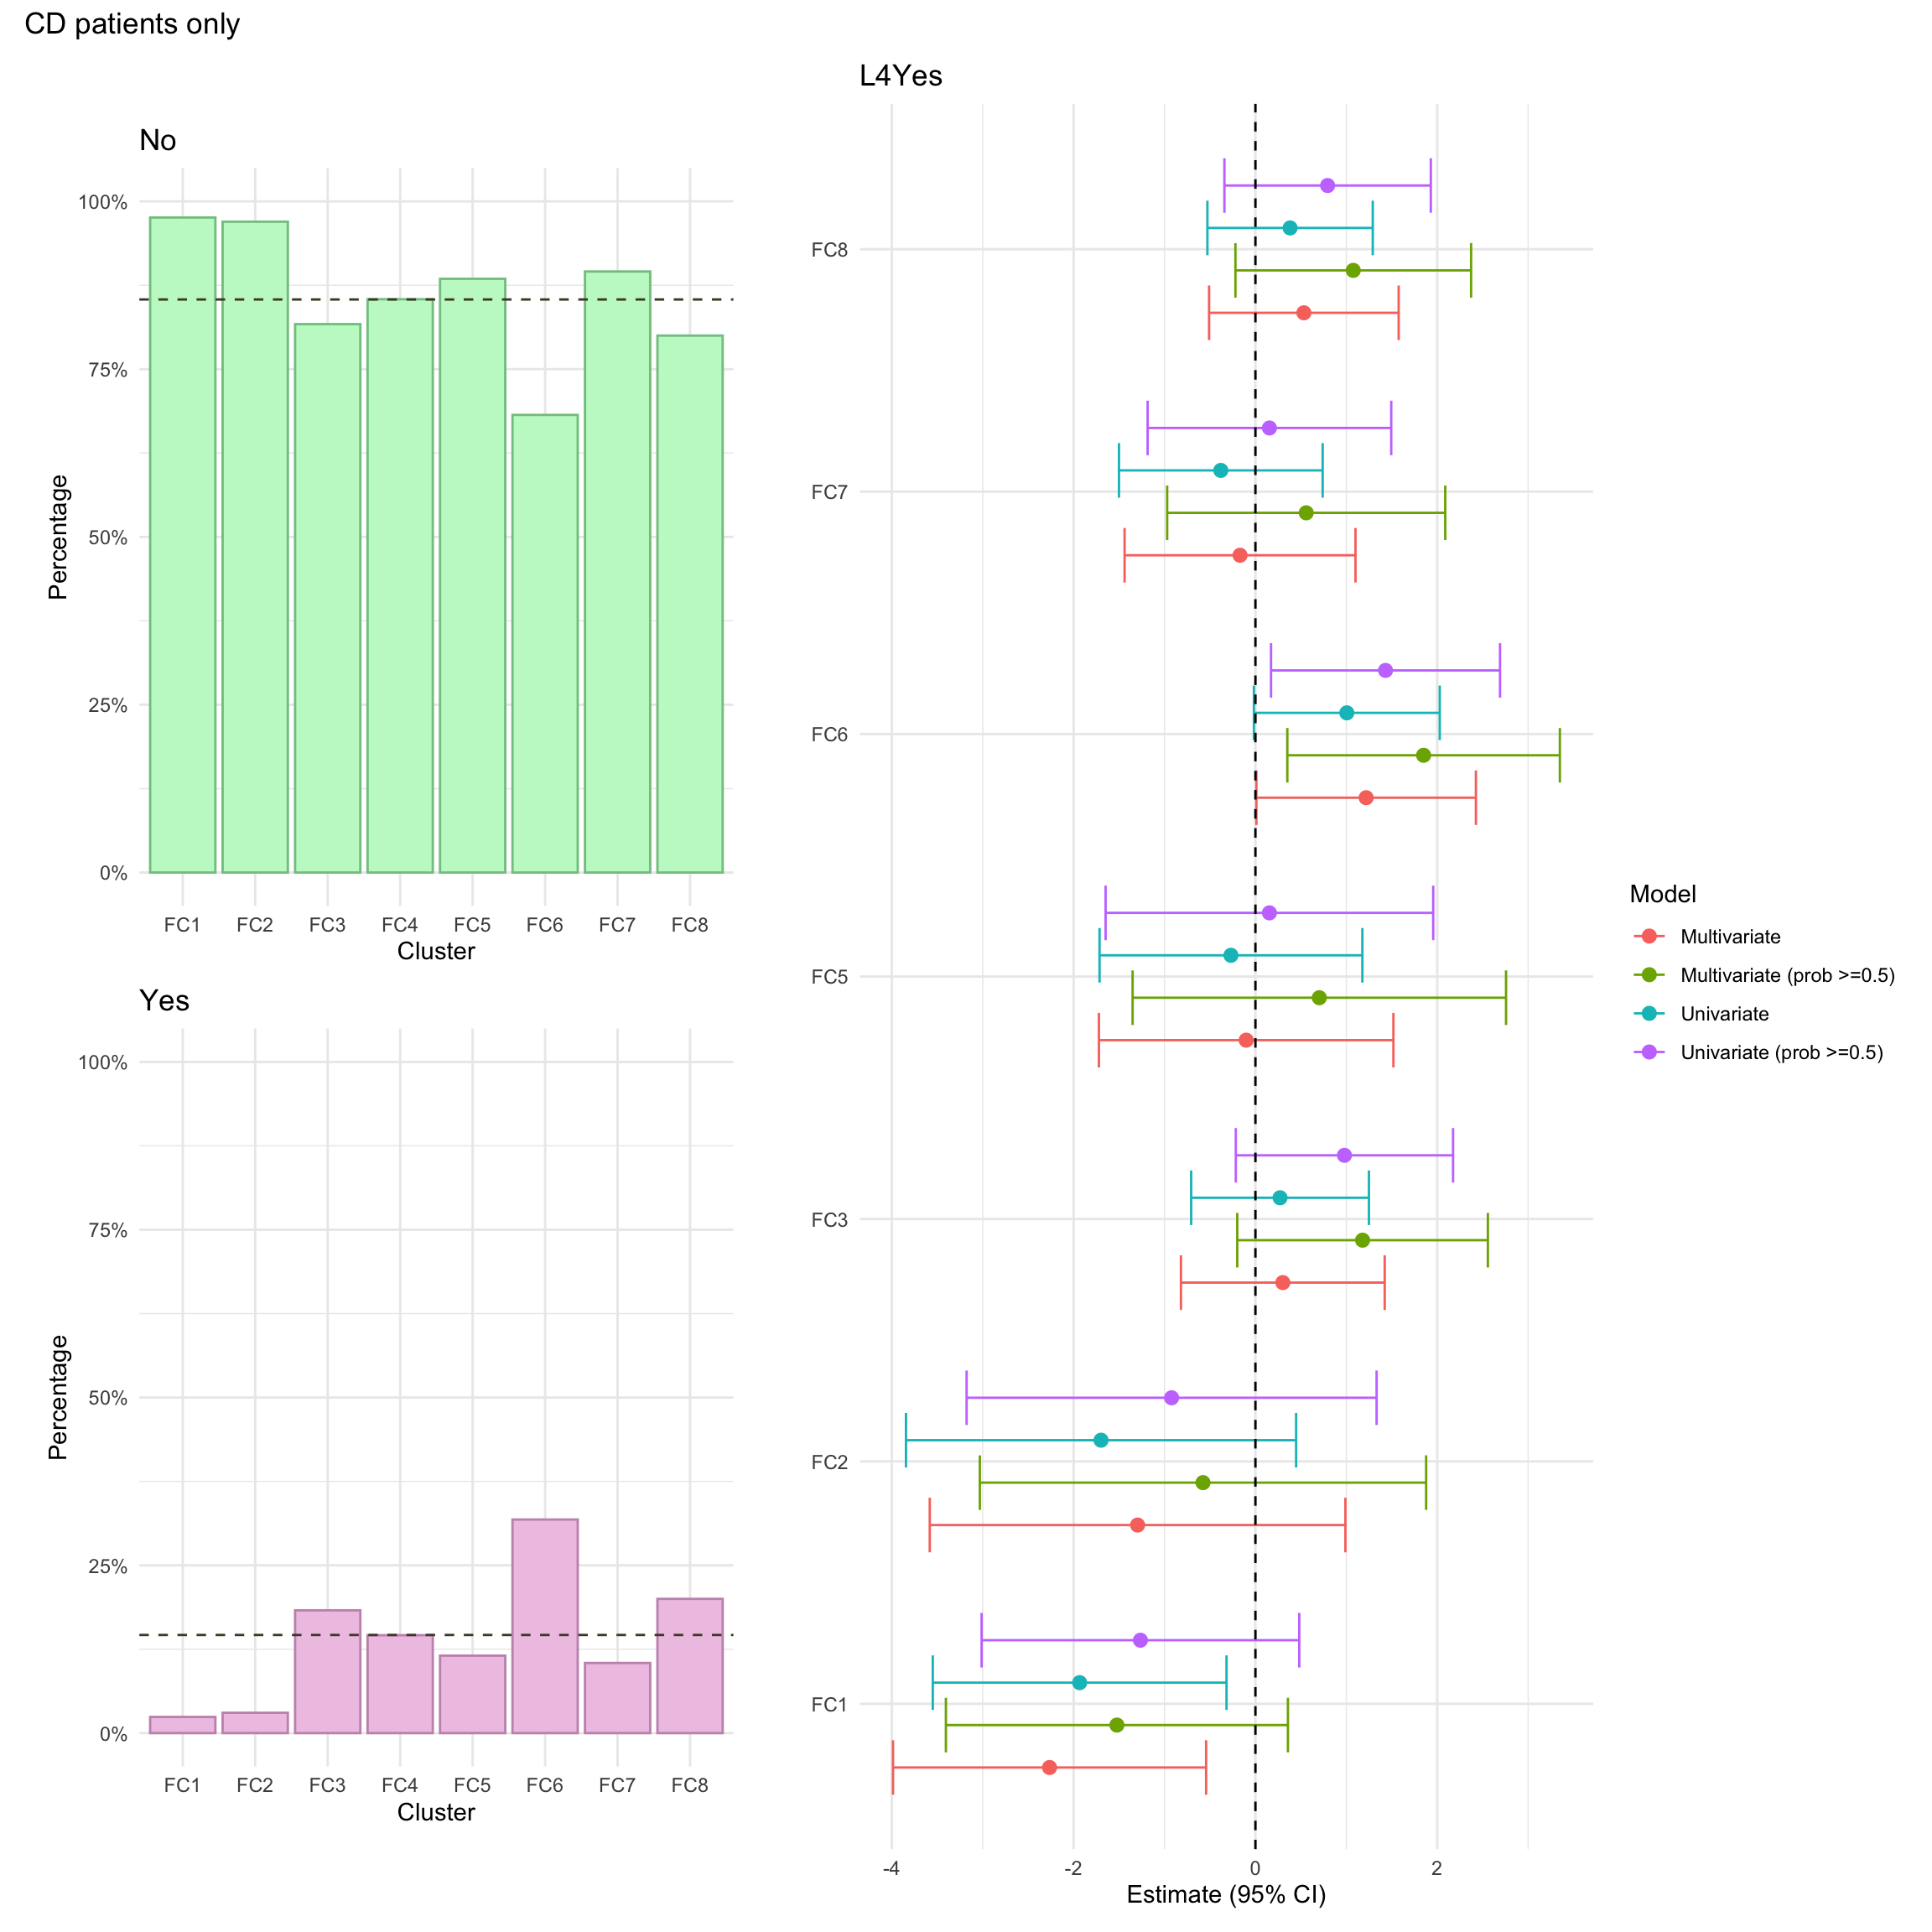 CD patients only
No
100%
75%
50%
25%
0%
Percentage
FC1 FC2 FC3 FC4 FC5 FC6 FC7 FC8
Cluster
Yes
100%
75%
50%
25%
0%
Percentage
FC1 FC2 FC3 FC4 FC5 FC6 FC7 FC8
Cluster
L4Yes
FC8
FC7
FC6
FC5
FC3
FC2
FC1
-4 -2 0 2
Estimate (95% CI)
Model
Multivariate
Multivariate (prob >=0.5)
Univariate
Univariate (prob >=0.5)